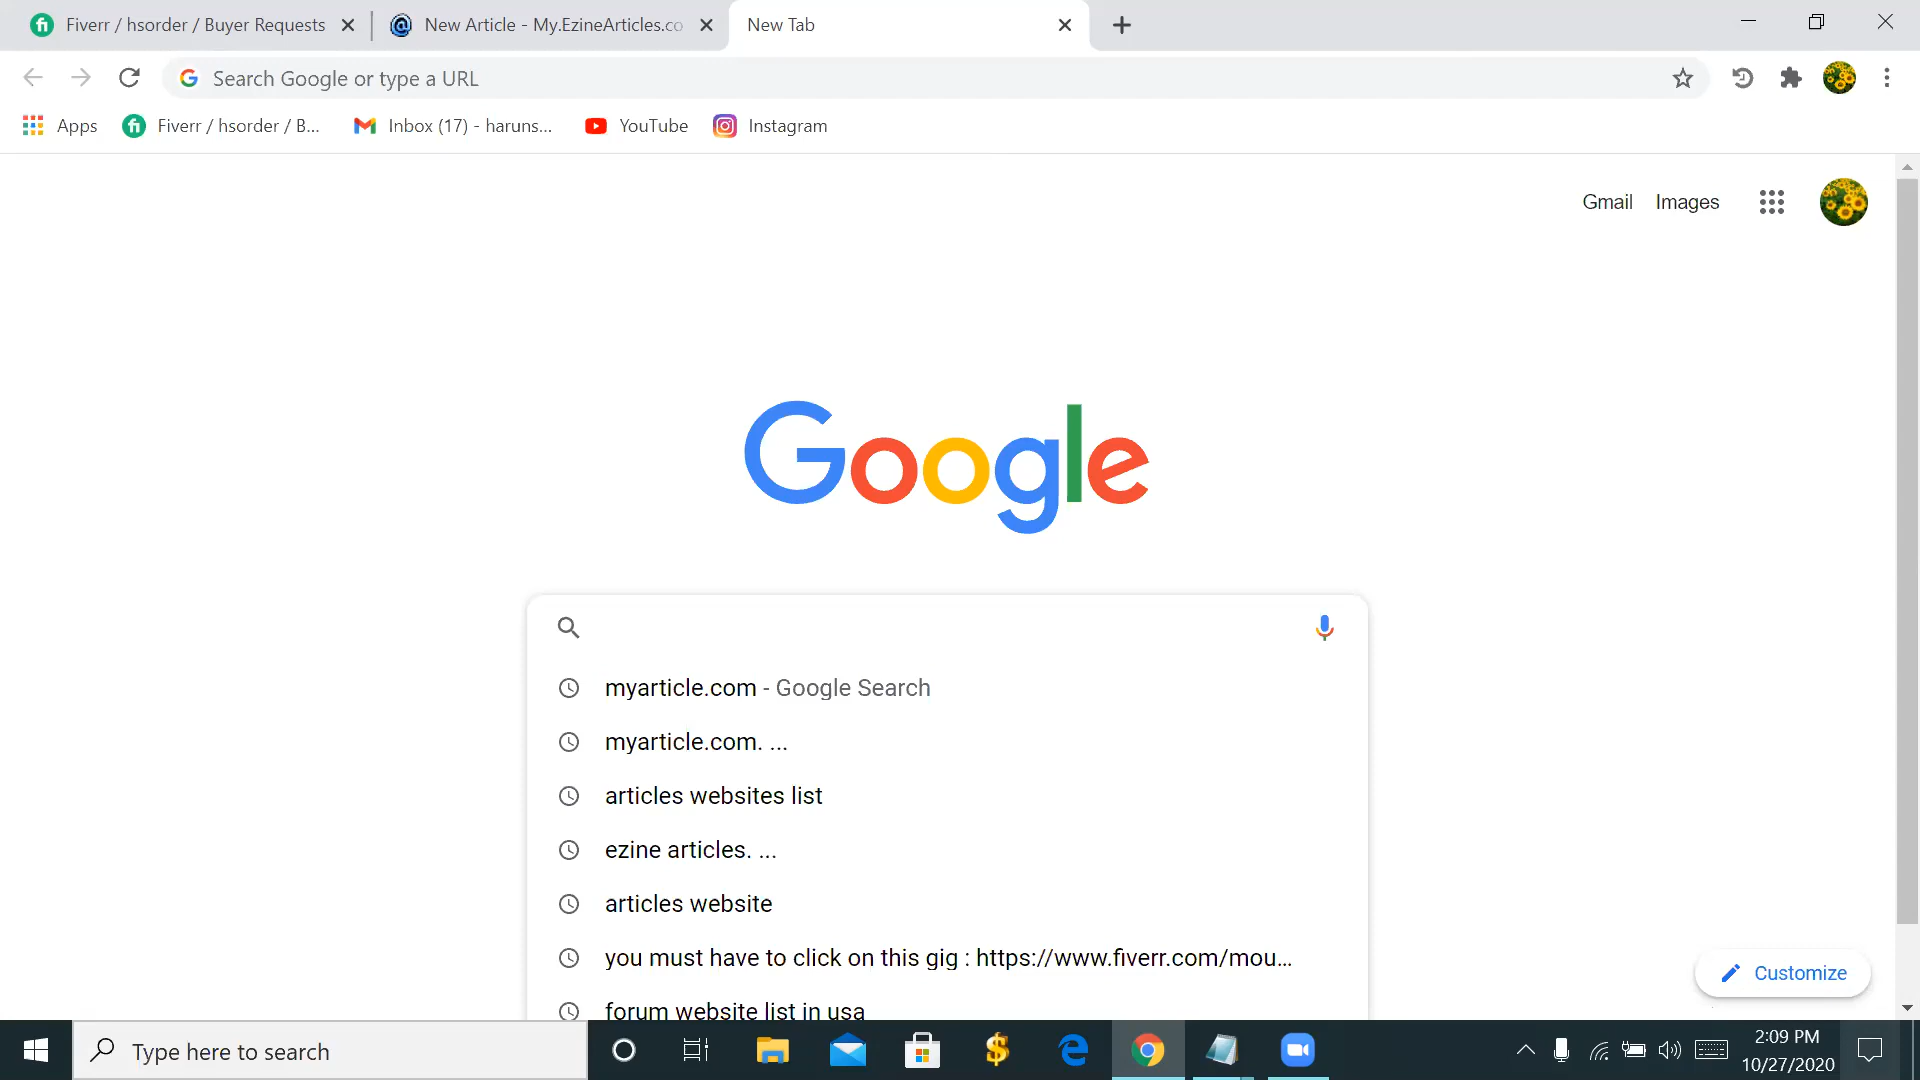 Fiverr / hsorder / Buyer Requests
New Article - My.EzineArticles.co
New Tab
Search Google or type a URL
Apps
Fiverr / hsorder / B...
Inbox (17) - haruns...
YouTube
Instagram
Gmail
Images
Google
myarticle.com - Google Search
myarticle.com. ...
articles websites list
ezine articles. ...
articles website
you must have to click on this gig : https://www.fiverr.com/mou...
forum website list in usa
Customize
Type here to search
2:09 PM
10/27/2020